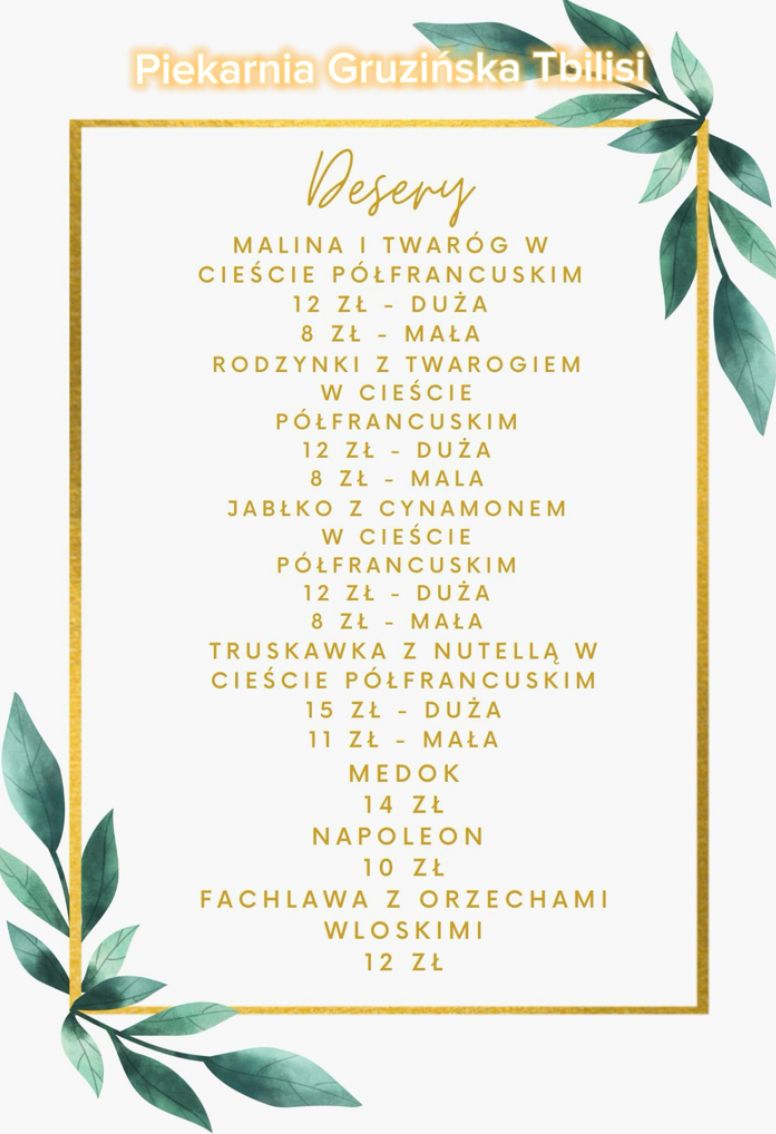 Piekarnia Gruzińska Tbilisi
Desery
MALINA I TWARÓG W
CIEŚCIE PÓŁFRANCUSKIM
12 ZŁ - DUŻA
8 ZŁ - MAŁA
RODZYNKI Z TWAROGIEM
W CIEŚCIE
PÓŁFRANCUSKIM
12 ZŁ - DUŻA
8 ZŁ - MALA
JABŁKO Z CYNAMONEM
W CIEŚCIE
PÓŁFRANCUSKIM
12 ZŁ - DUŻA
8 ZŁ - MAŁA
TRUSKAWKA Z NUTELLĄ W
CIEŚCIE PÓŁFRANCUSKIM
15 ZŁ - DUŻA
11 ZŁ - MAŁA
MEDOK
14 ZŁ
NAPOLEON
10 ZŁ
FACHLAWA Z ORZECHAMI
WLOSKIMI
12 ZŁ